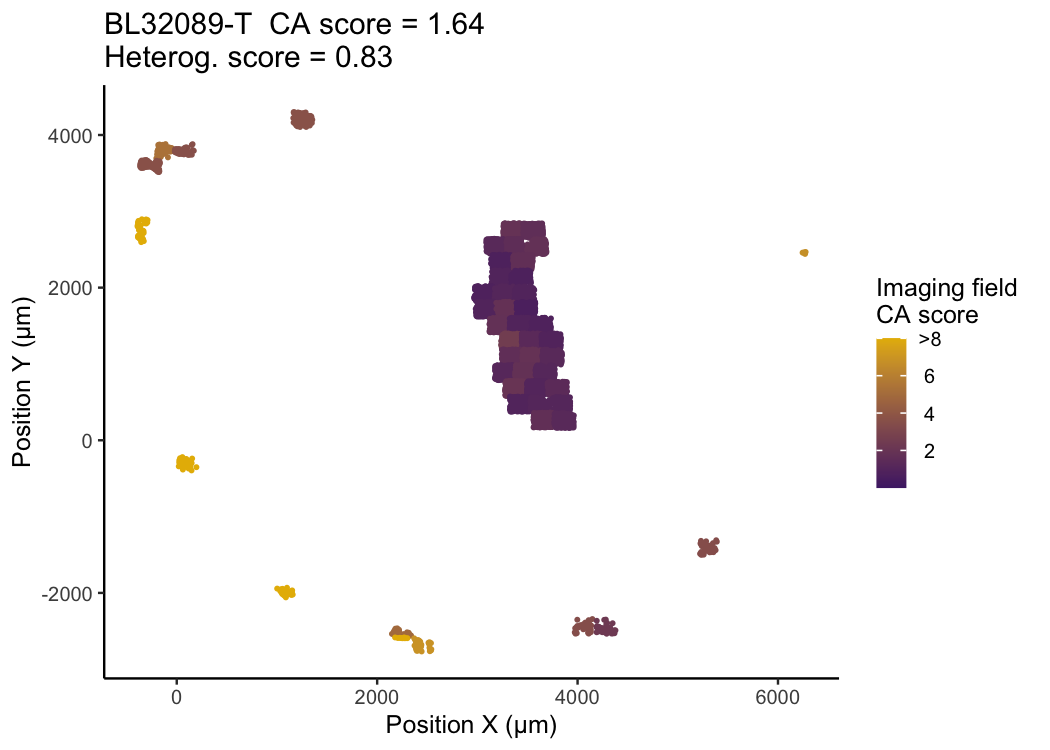 BL32089-T  CA score = 1.64
Heterog. score = 0.83
Position Y (µm)
4000
2000
0
-2000
0
2000
4000
6000
Position X (µm)
Imaging field
CA score
>8
6
4
2